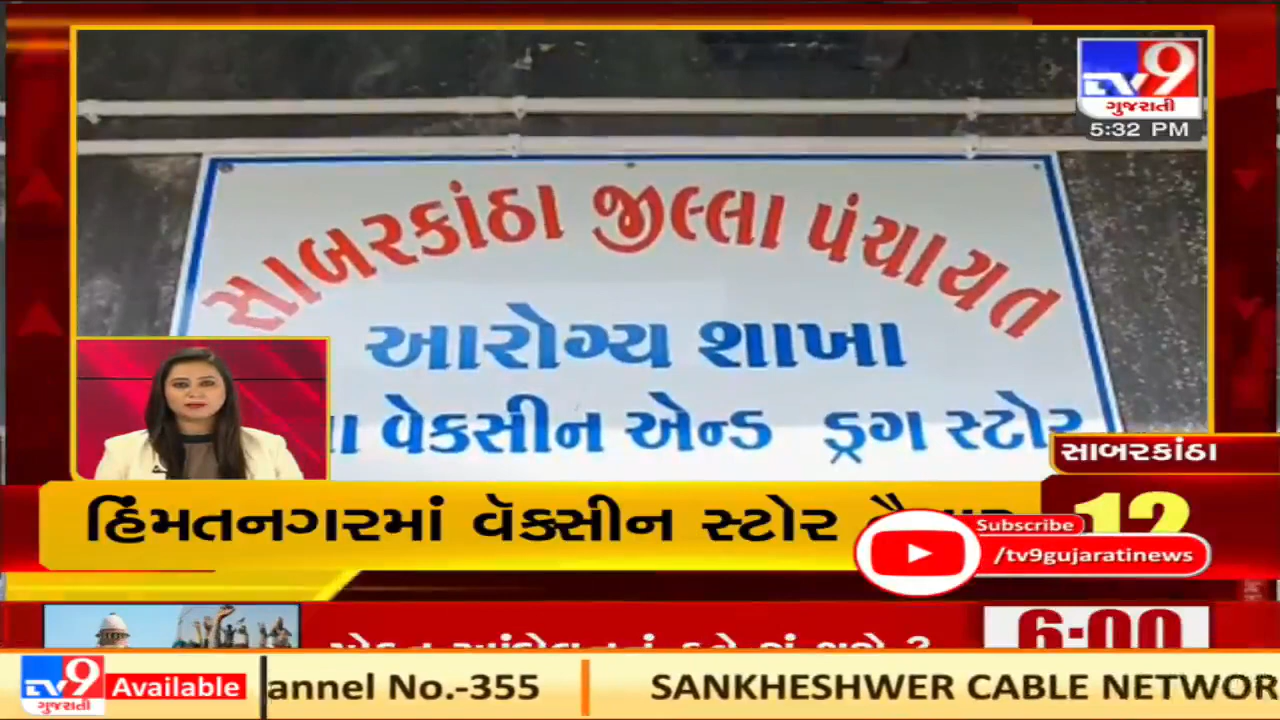 TV9
ગુજરાતી
5:32 PM
સાબરકાંઠા જીલ્લા પંચાયત
આરોગ્ય શાખા
વેકસીન એન્ડ ડ્રગ સ્ટોર
સાબરકાંઠા
હિંમતનગરમાં વૅક્સીન સ્ટોર
12
Subscribe
/tv9gujaratinews
6:00
TV9
ગુજરાતી
Available
annel No.-355
SANKHESHWER CABLE NETWOR